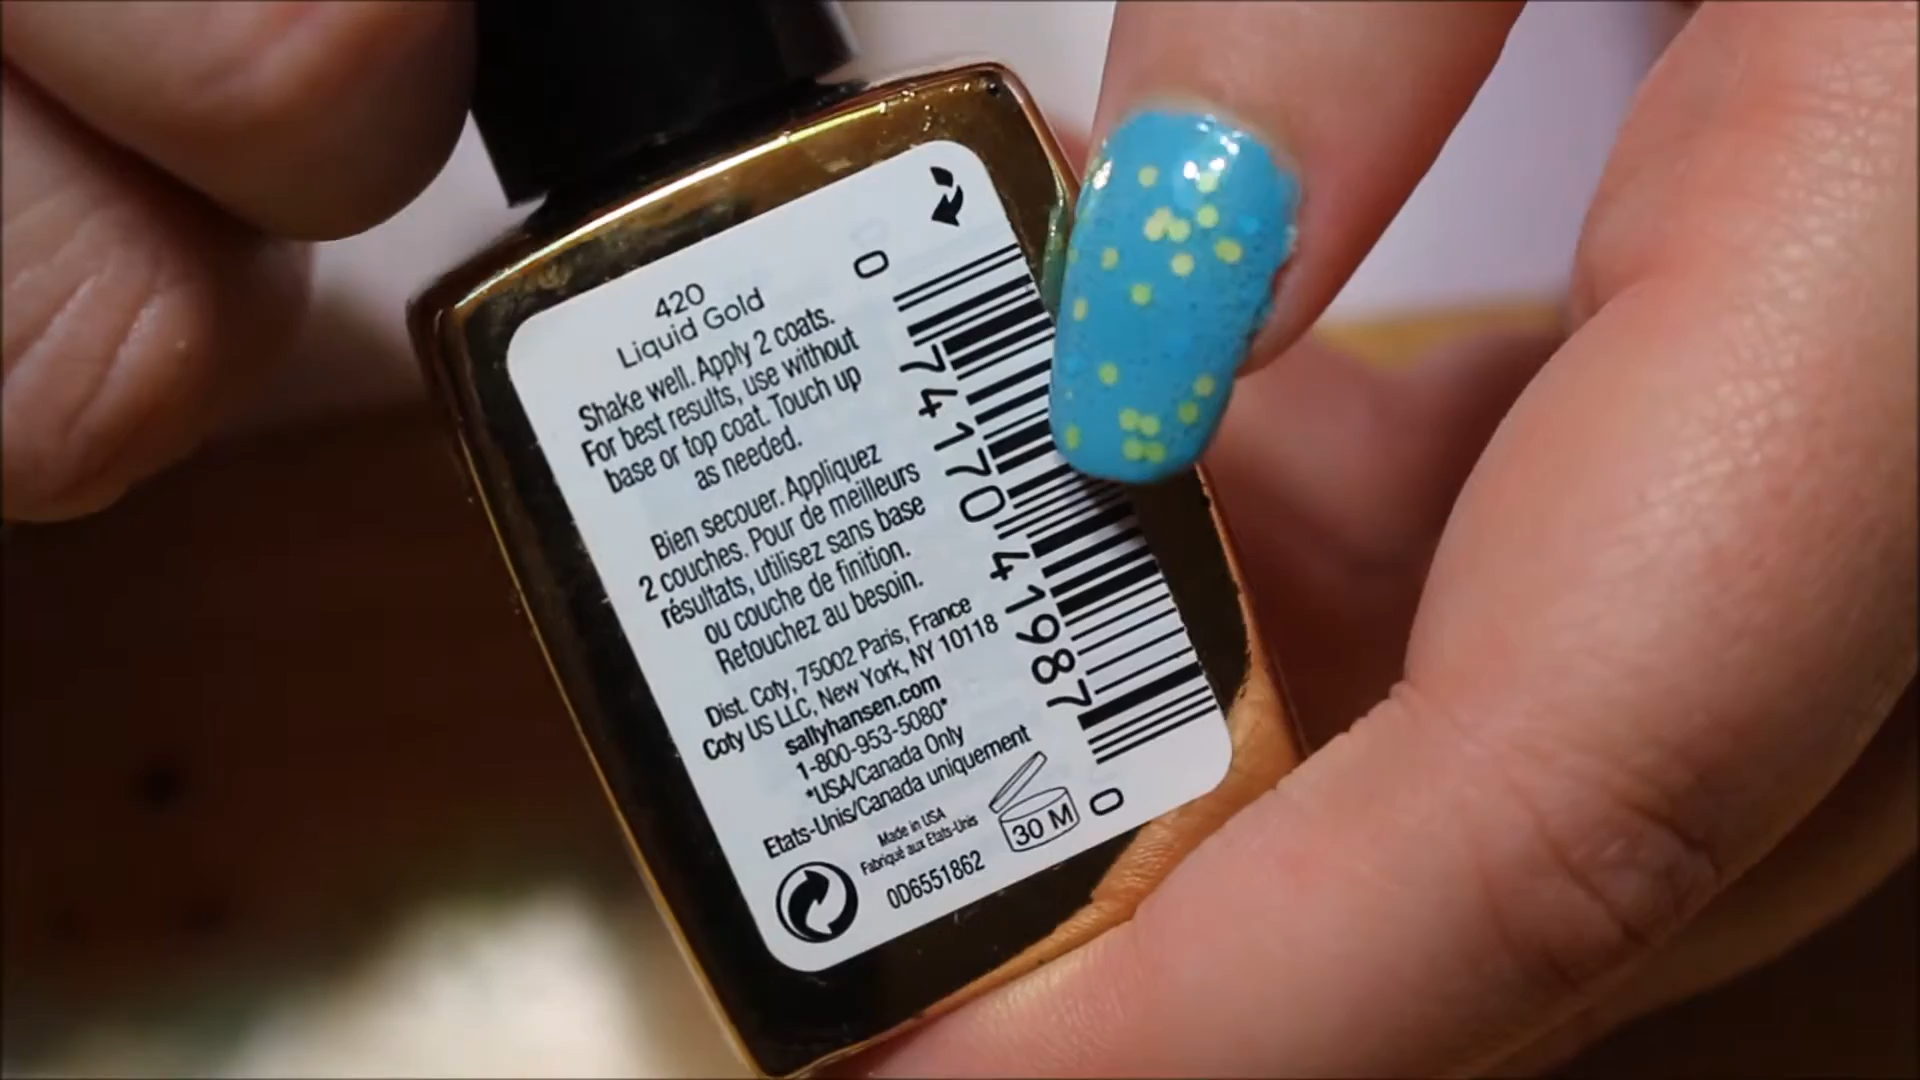 420
Liquid Gold
Shake well. Apply 2 coats.
For best results, use without
base or top coat. Touch up
as needed.
Bien secouer. Appliquez
2 couches. Pour de meilleurs
résultats, utilisez sans base
ou couche de finition.
Retouchez au besoin.
Dist. Coty, 75002 Paris, France
Coty US LLC, New York, NY 10118
sallyhansen.com
1-800-953-5080*
*USA/Canada Only
Etats-Unis/Canada uniquement
Made in USA
Fabriqué aux Etats-Unis
0D6551862
30 M
0 74170 41987 0